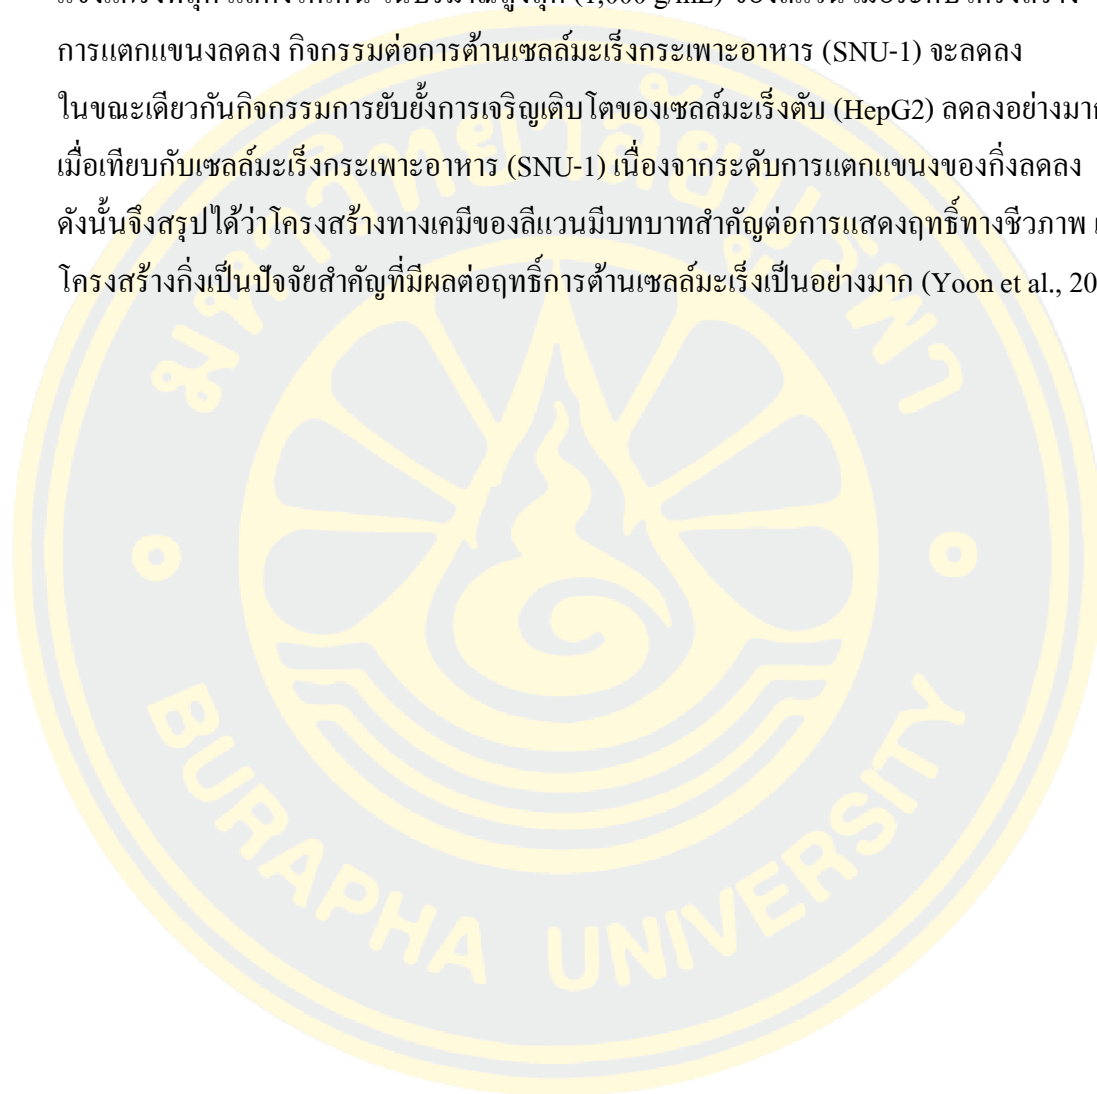 การแตกแขนงลดลง กิจกรรมต่อการต้านเซลล์มะเร็งกระเพาะอาหาร (SNU-1) จะลดลง
ในขณะเดียวกันกิจกรรมการยับยั้งการเจริญเติบโตของเซลล์มะเร็งตับ (HepG2) ลดลงอย่างมาก
เมื่อเทียบกับเซลล์มะเร็งกระเพาะอาหาร (SNU-1) เนื่องจากระดับการแตกแขนงของกิ่งลดลง
ดังนั้นจึงสรุปได้ว่าโครงสร้างทางเคมีของลีแวนมีบทบาทสำคัญต่อการแสดงฤทธิ์ทางชีวภาพ
โครงสร้างกิ่งเป็นปัจจัยสำคัญที่มีผลต่อฤทธิ์การต้านเซลล์มะเร็งเป็นอย่างมาก (Yoon et al., 20
มหาวิทยาลัยบูรพา
BURAPHA UNIVERSITY